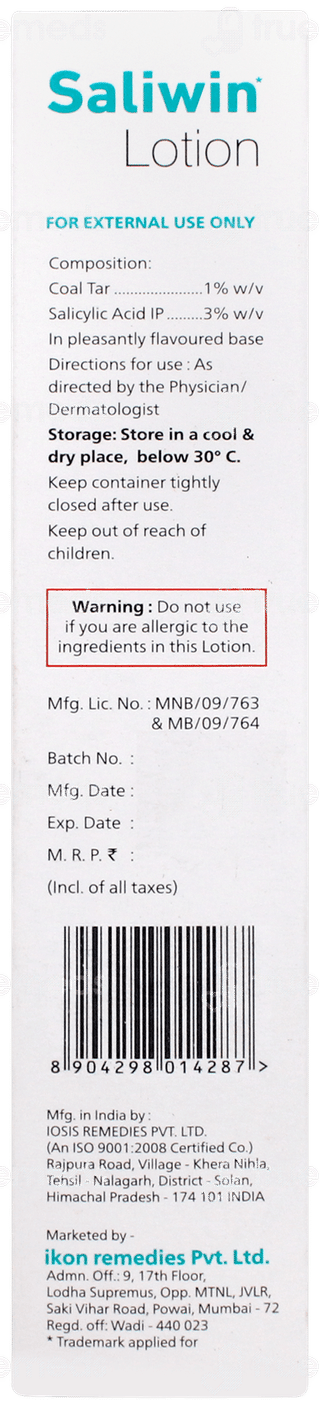 Saliwin*
Lotion
FOR EXTERNAL USE ONLY
Composition:
Coal Tar ......................1% w/v
Salicylic Acid IP.........3% w/v
In pleasantly flavoured base
Directions for use : As
directed by the Physician/
Dermatologist
Storage: Store in a cool &
dry place, below 30° C.
Keep container tightly
closed after use.
Keep out of reach of
children.
Warning : Do not use
if you are allergic to the
ingredients in this Lotion.
Mfg. Lic. No. : MNB/09/763
& MB/09/764
Batch No. :
Mfg. Date :
Exp. Date :
M. R. P. ₹ :
(Incl. of all taxes)
8 904298 014287 >
Mfg. in India by :
IOSIS REMEDIES PVT. LTD.
(An ISO 9001:2008 Certified Co.)
Rajpura Road, Village - Khera Nihla,
Tehsil - Nalagarh, District - Solan,
Himachal Pradesh - 174 101 INDIA
Marketed by -
ikon remedies Pvt. Ltd.
Admn. Off.: 9, 17th Floor,
Lodha Supremus, Opp. MTNL, JVLR,
Saki Vihar Road, Powai, Mumbai - 72
Regd. off: Wadi - 440 023
* Trademark applied for